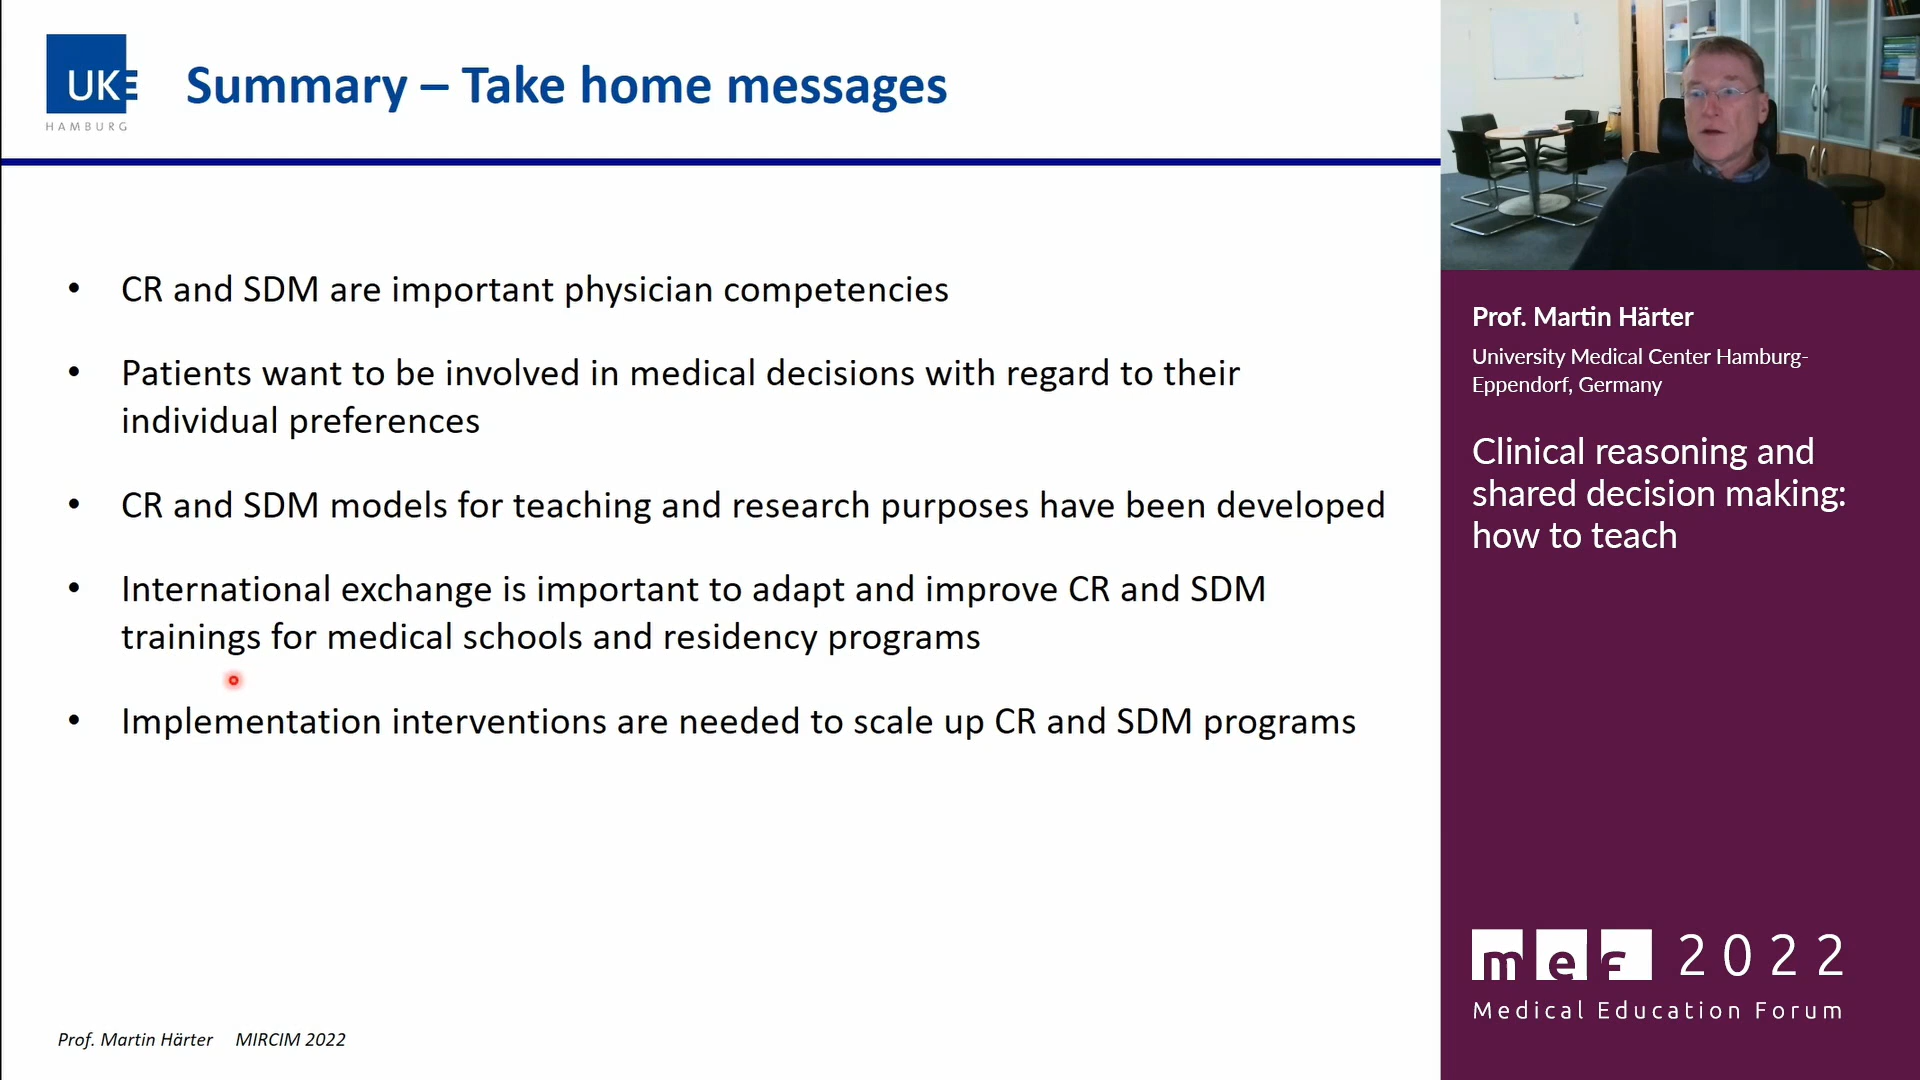 UKE
HAMBURG
Summary – Take home messages
• CR and SDM are important physician competencies
• Patients want to be involved in medical decisions with regard to their
individual preferences
• CR and SDM models for teaching and research purposes have been developed
• International exchange is important to adapt and improve CR and SDM
trainings for medical schools and residency programs
• Implementation interventions are needed to scale up CR and SDM programs
Prof. Martin Härter MIRCIM 2022
Prof. Martin Härter
University Medical Center Hamburg-
Eppendorf, Germany
Clinical reasoning and
shared decision making:
how to teach
mef 2022
Medical Education Forum